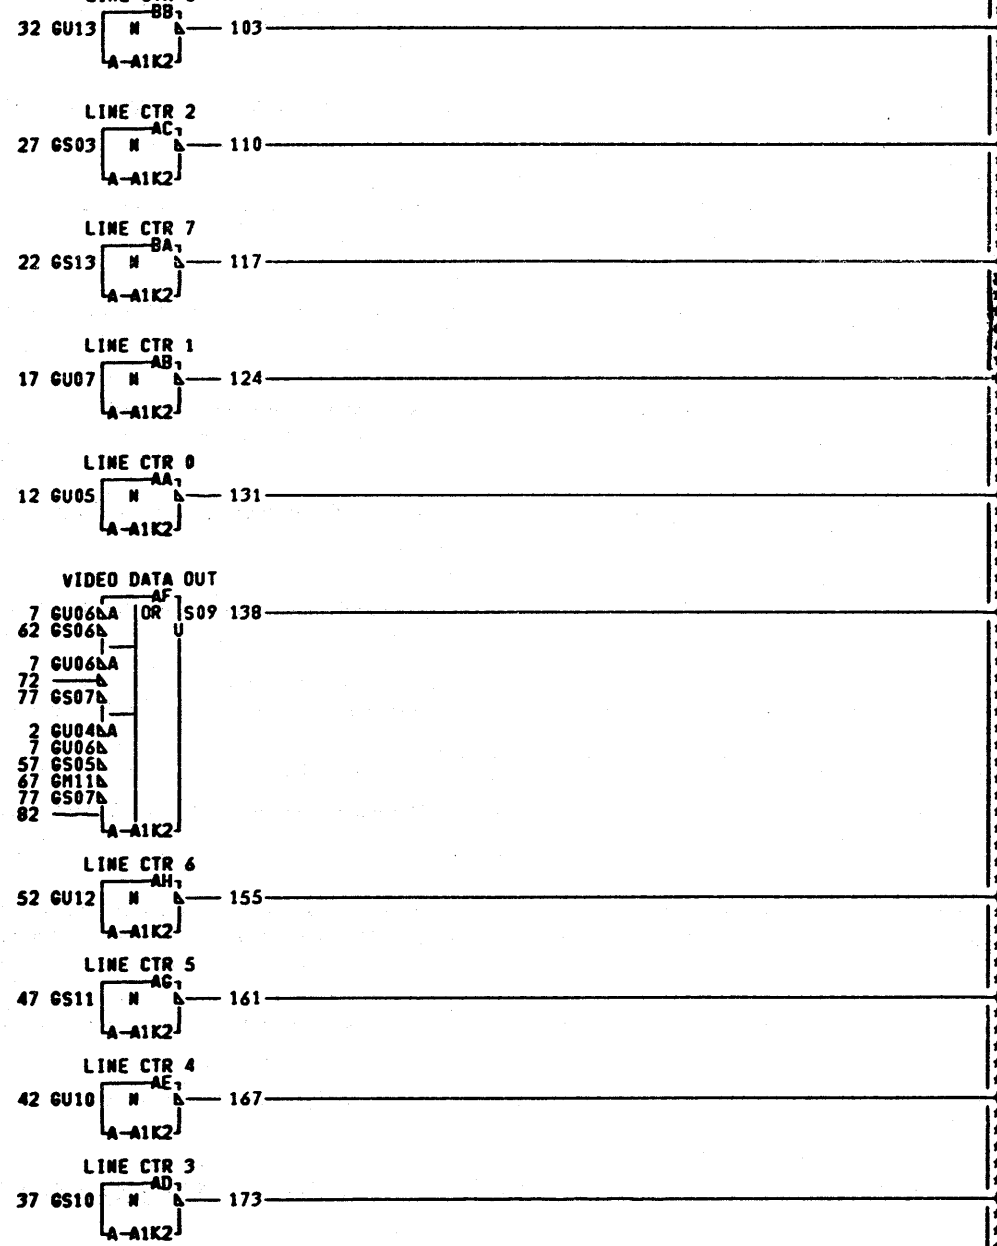 LINE CTR
BB
32 GU13 N 103
A-A1K2
LINE CTR 2
AC
27 GS03 N 110
A-A1K2
LINE CTR 7
BA
22 GS13 N 117
A-A1K2
LINE CTR 1
AB
17 GU07 N 124
A-A1K2
LINE CTR 0
AA
12 GU05 N 131
A-A1K2
VIDEO DATA OUT
AF
7 GU06 A OR S09 138
62 GS06 U
7 GU06 A
72
77 GS07
2 GU04 A
7 GU06
57 GS05
67 GM11
77 GS07
82
A-A1K2
LINE CTR 6
AH
52 GU12 N 155
A-A1K2
LINE CTR 5
AG
47 GS11 N 161
A-A1K2
LINE CTR 4
AE
42 GU10 N 167
A-A1K2
LINE CTR 3
AD
37 GS10 N 173
A-A1K2